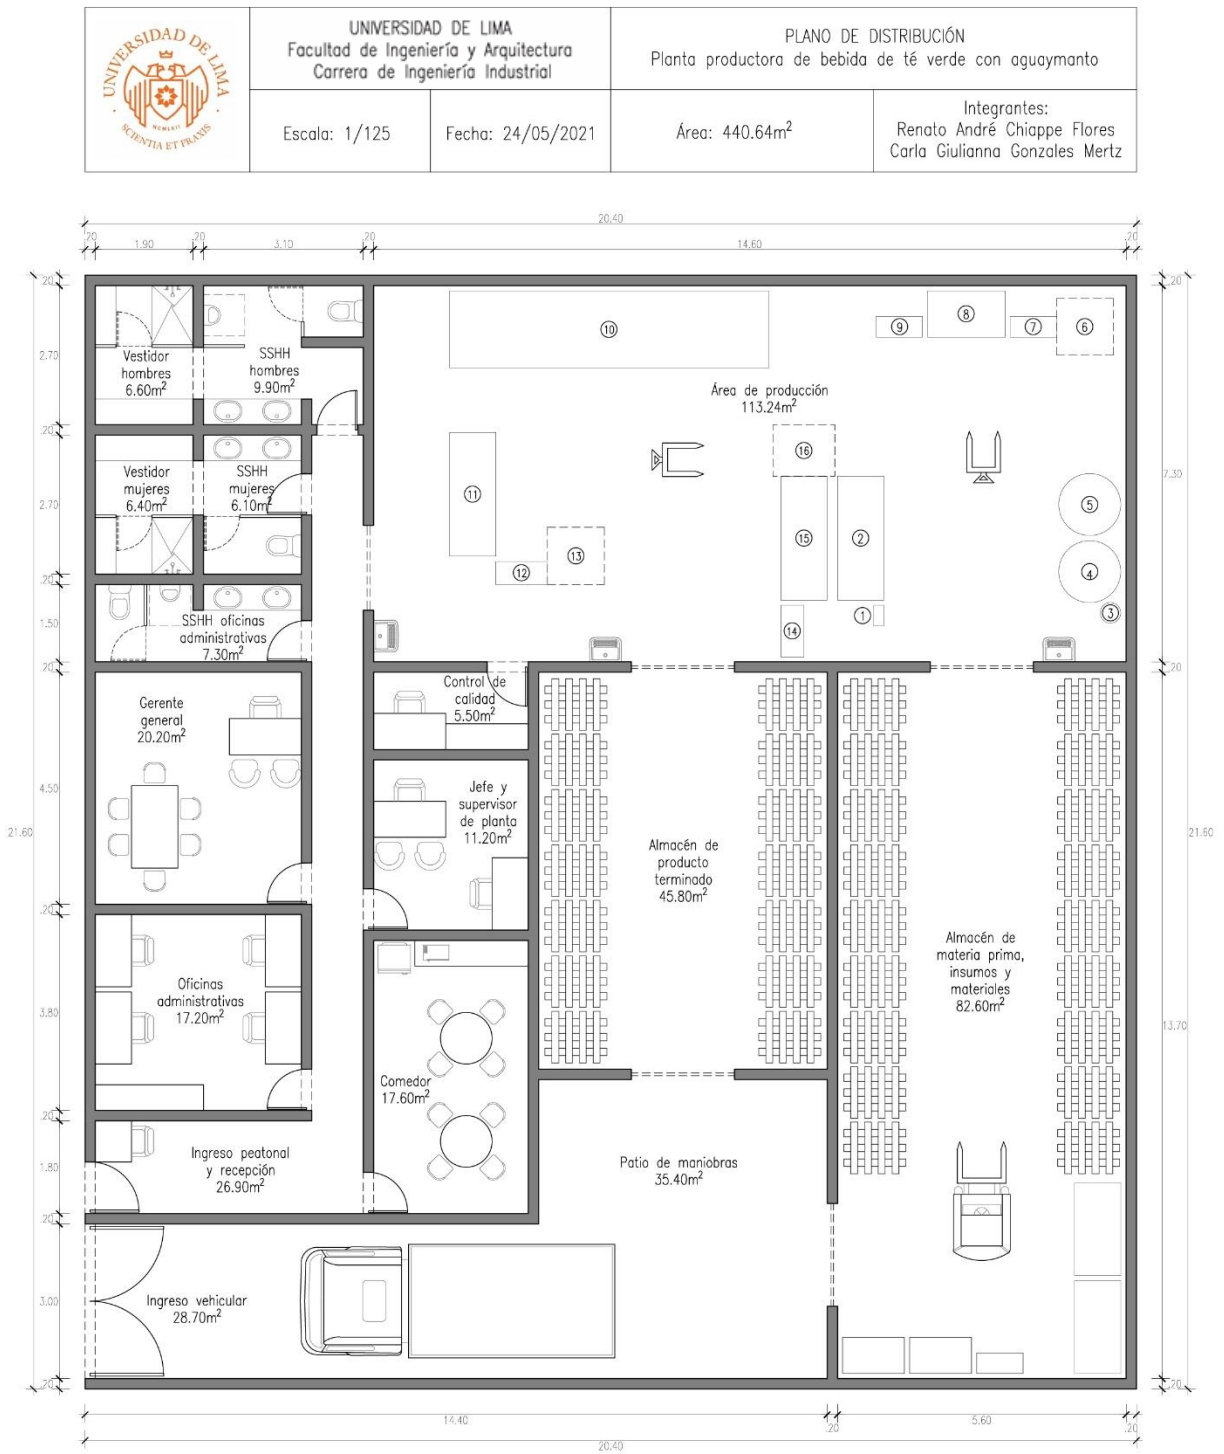 UNIVERSIDAD DE LIMA
SCIENTIA ET PRAXIS
MCMLXII
UNIVERSIDAD DE LIMA
Facultad de Ingeniería y Arquitectura
Carrera de Ingeniería Industrial
PLANO DE DISTRIBUCIÓN
Planta productora de bebida de té verde con aguaymanto
Escala: 1/125
Fecha: 24/05/2021
Área: 440.64m²
Integrantes:
Renato André Chiappe Flores
Carla Giulianna Gonzales Mertz
20.40
.20
1.90
.20
3.10
.20
14.60
.20
.20
2.70
.20
2.70
.20
1.50
.20
4.50
21.60
.20
3.80
.20
1.80
.20
3.00
.20
Vestidor
hombres
6.60m²
SSHH
hombres
9.90m²
Vestidor
mujeres
6.40m²
SSHH
mujeres
6.10m²
SSHH oficinas
administrativas
7.30m²
Gerente
general
20.20m²
Oficinas
administrativas
17.20m²
Ingreso peatonal
y recepción
26.90m²
Ingreso vehicular
28.70m²
10
9
8
7
6
Área de producción
113.24m²
16
11
5
15
2
13
12
4
14
1
3
Control de
calidad
5.50m²
Jefe y
supervisor
de planta
11.20m²
Comedor
17.60m²
Almacén de
producto
terminado
45.80m²
Almacén de
materia prima,
insumos y
materiales
82.60m²
Patio de maniobras
35.40m²
.20
7.30
.20
21.60
13.70
.20
14.40
.20
5.60
.20
20.40